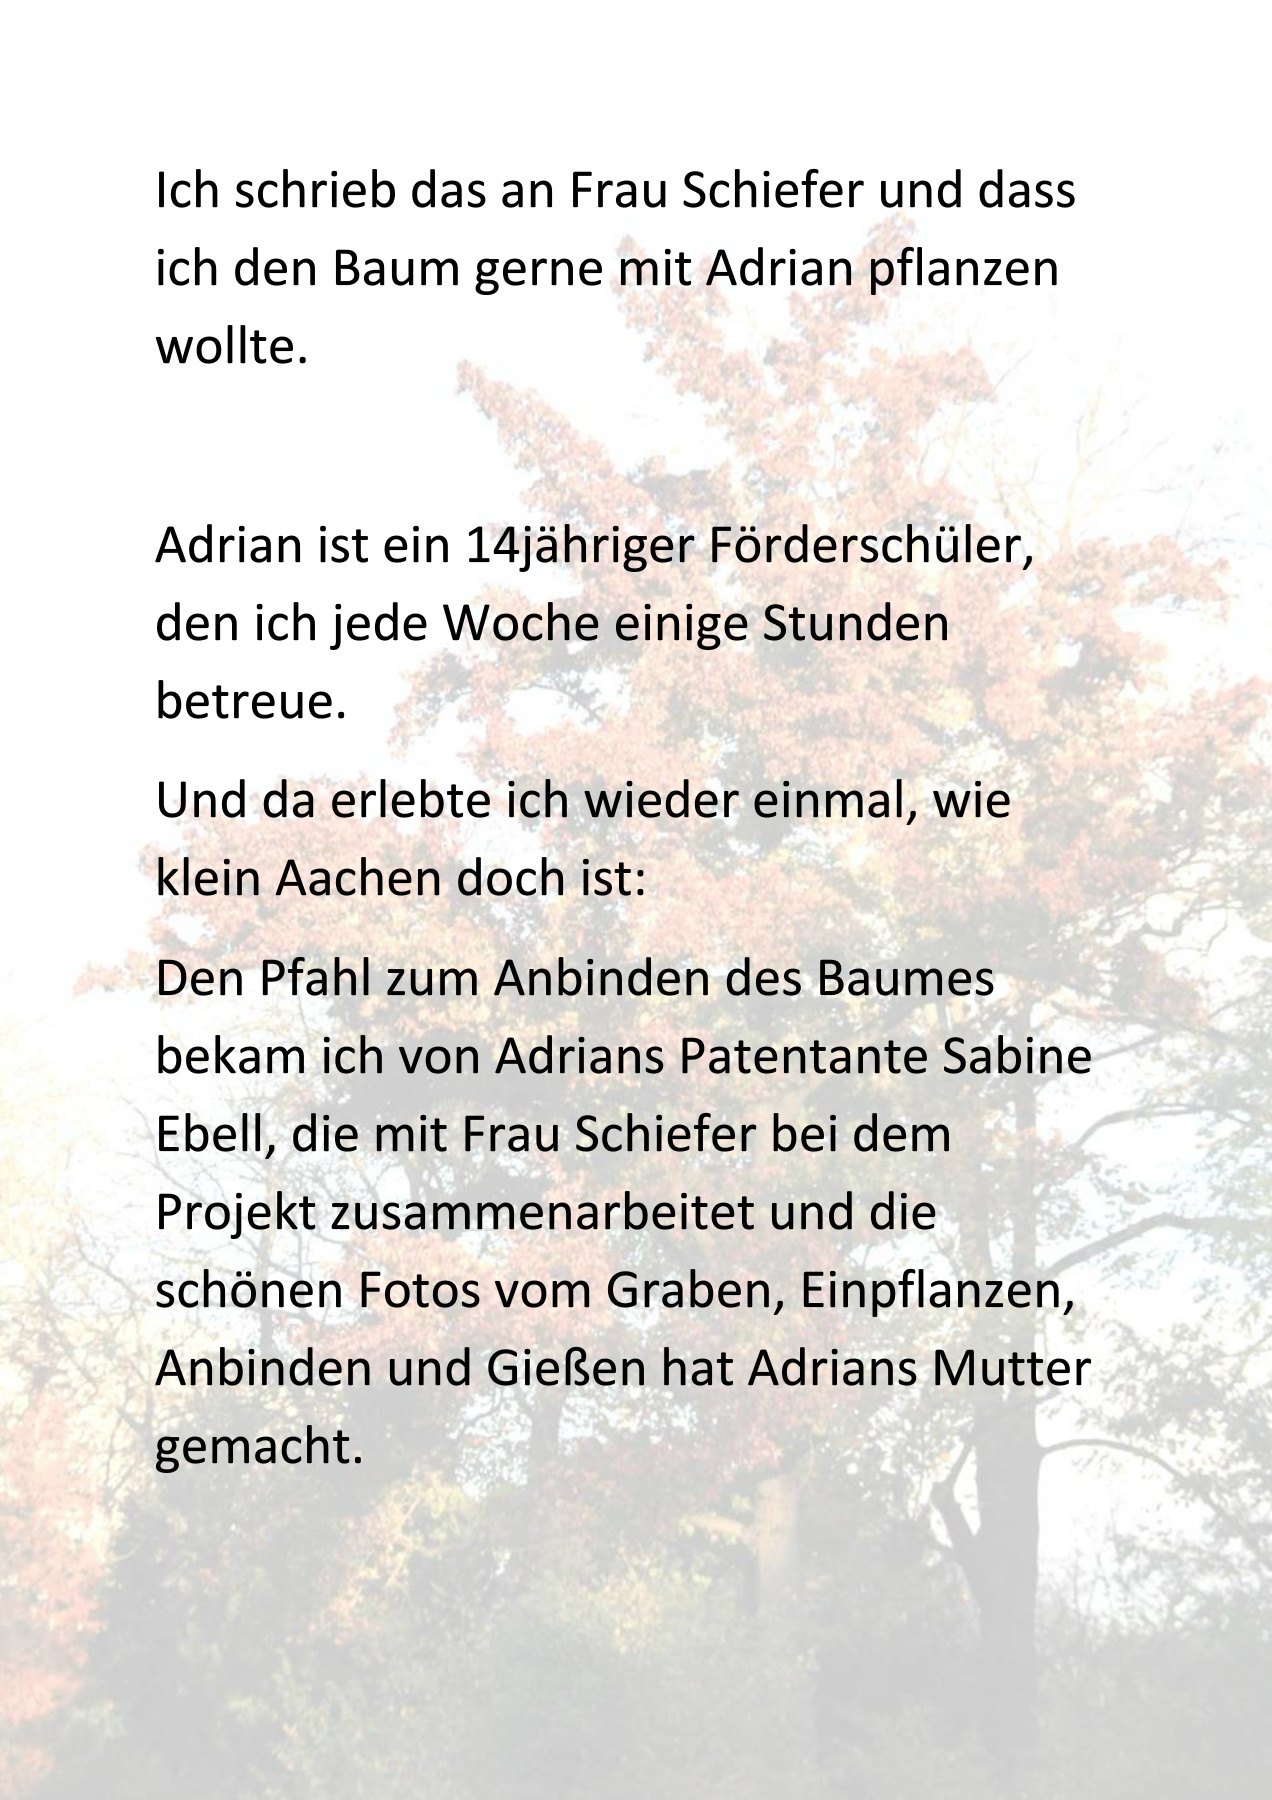 Ich schrieb das an Frau Schiefer und dass
ich den Baum gerne mit Adrian pflanzen
wollte.
Adrian ist ein 14jähriger Förderschüler,
den ich jede Woche einige Stunden
betreue.
Und da erlebte ich wieder einmal, wie
klein Aachen doch ist:
Den Pfahl zum Anbinden des Baumes
bekam ich von Adrians Patentante Sabine
Ebell, die mit Frau Schiefer bei dem
Projekt zusammenarbeitet und die
schönen Fotos vom Graben, Einpflanzen,
Anbinden und Gießen hat Adrians Mutter
gemacht.